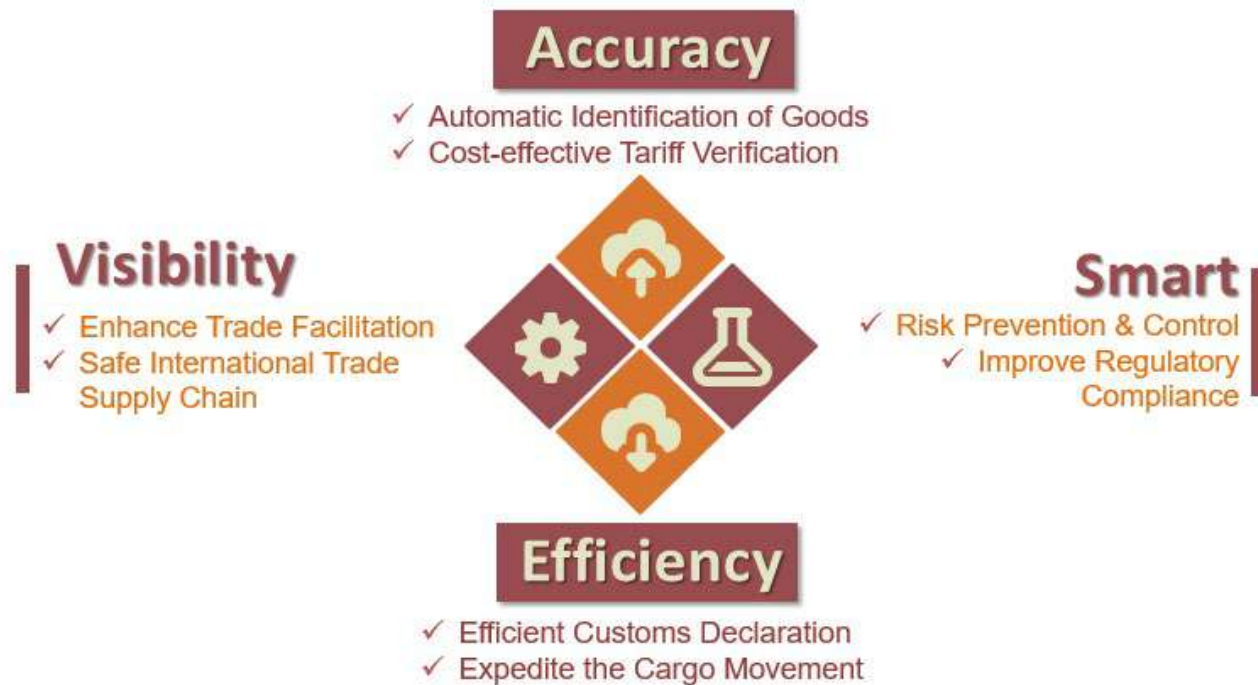 Accuracy
✓ Automatic Identification of Goods
✓ Cost-effective Tariff Verification
Visibility
✓ Enhance Trade Facilitation
✓ Safe International Trade
Supply Chain
Smart
✓ Risk Prevention & Control
✓ Improve Regulatory
Compliance
Efficiency
✓ Efficient Customs Declaration
✓ Expedite the Cargo Movement